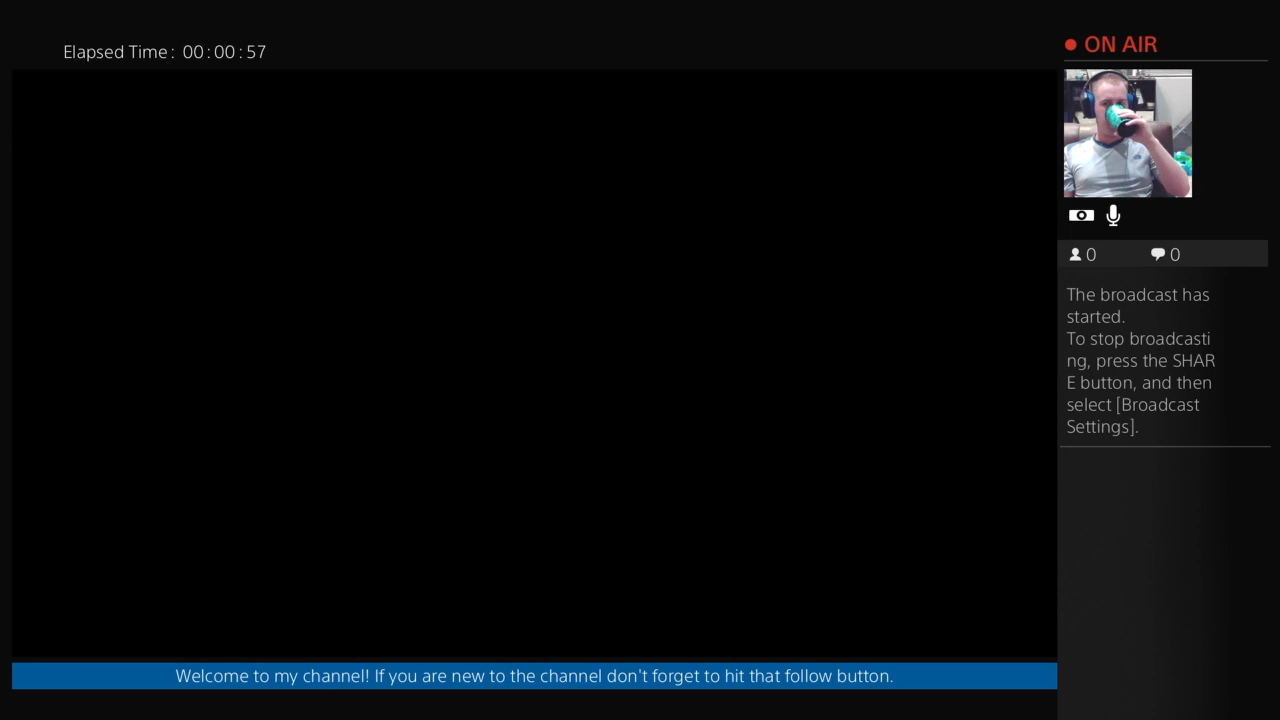 Elapsed Time: 00:00:57
ON AIR
0 0
The broadcast has
started.
To stop broadcasti
ng, press the SHAR
E button, and then
select [Broadcast
Settings].
Welcome to my channel! If you are new to the channel don't forget to hit that follow button.